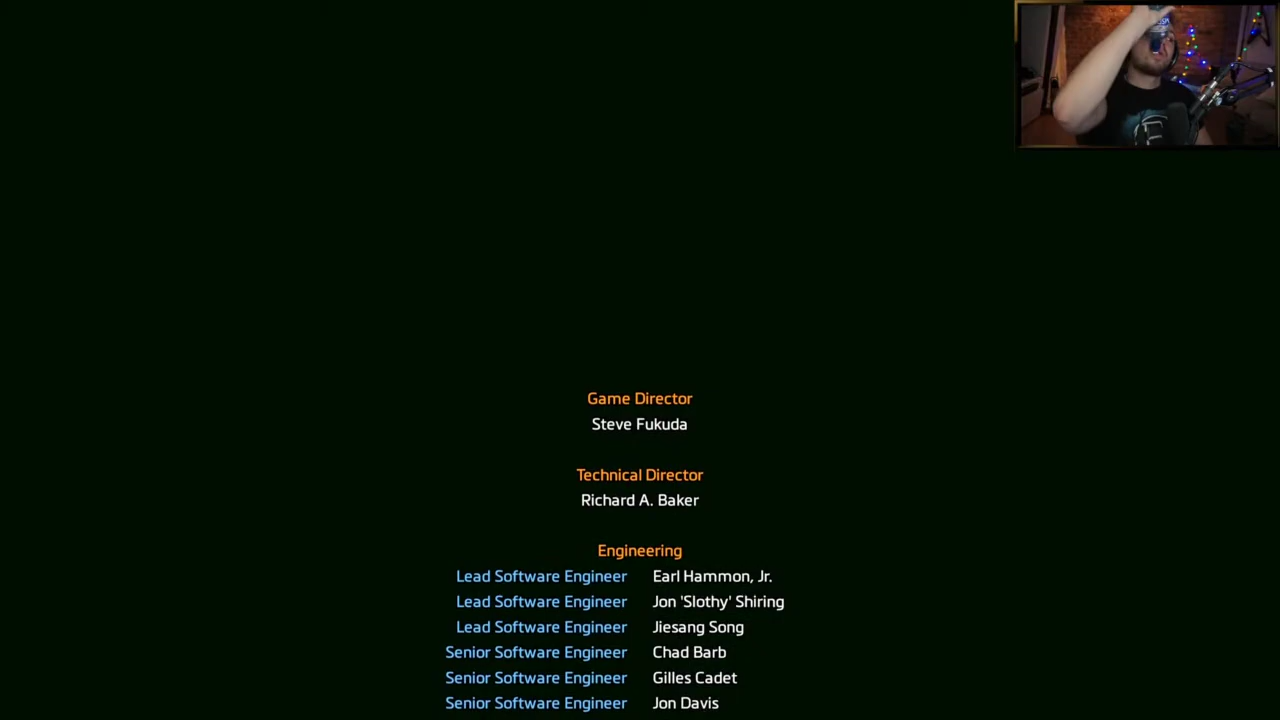 Game Director
Steve Fukuda
Technical Director
Richard A. Baker
Engineering
Lead Software Engineer Earl Hammon, Jr.
Lead Software Engineer Jon 'Slothy' Shiring
Lead Software Engineer Jiesang Song
Senior Software Engineer Chad Barb
Senior Software Engineer Gilles Cadet
Senior Software Engineer Jon Davis